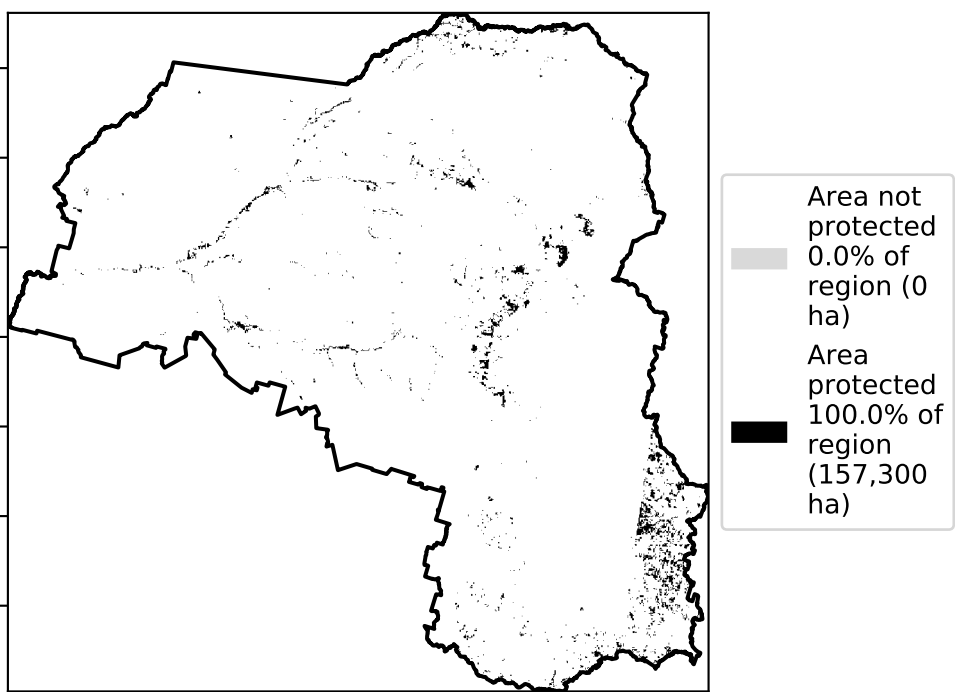 Area not
protected
0.0% of
region (0
ha)
Area
protected
100.0% of
region
(157,300
ha)